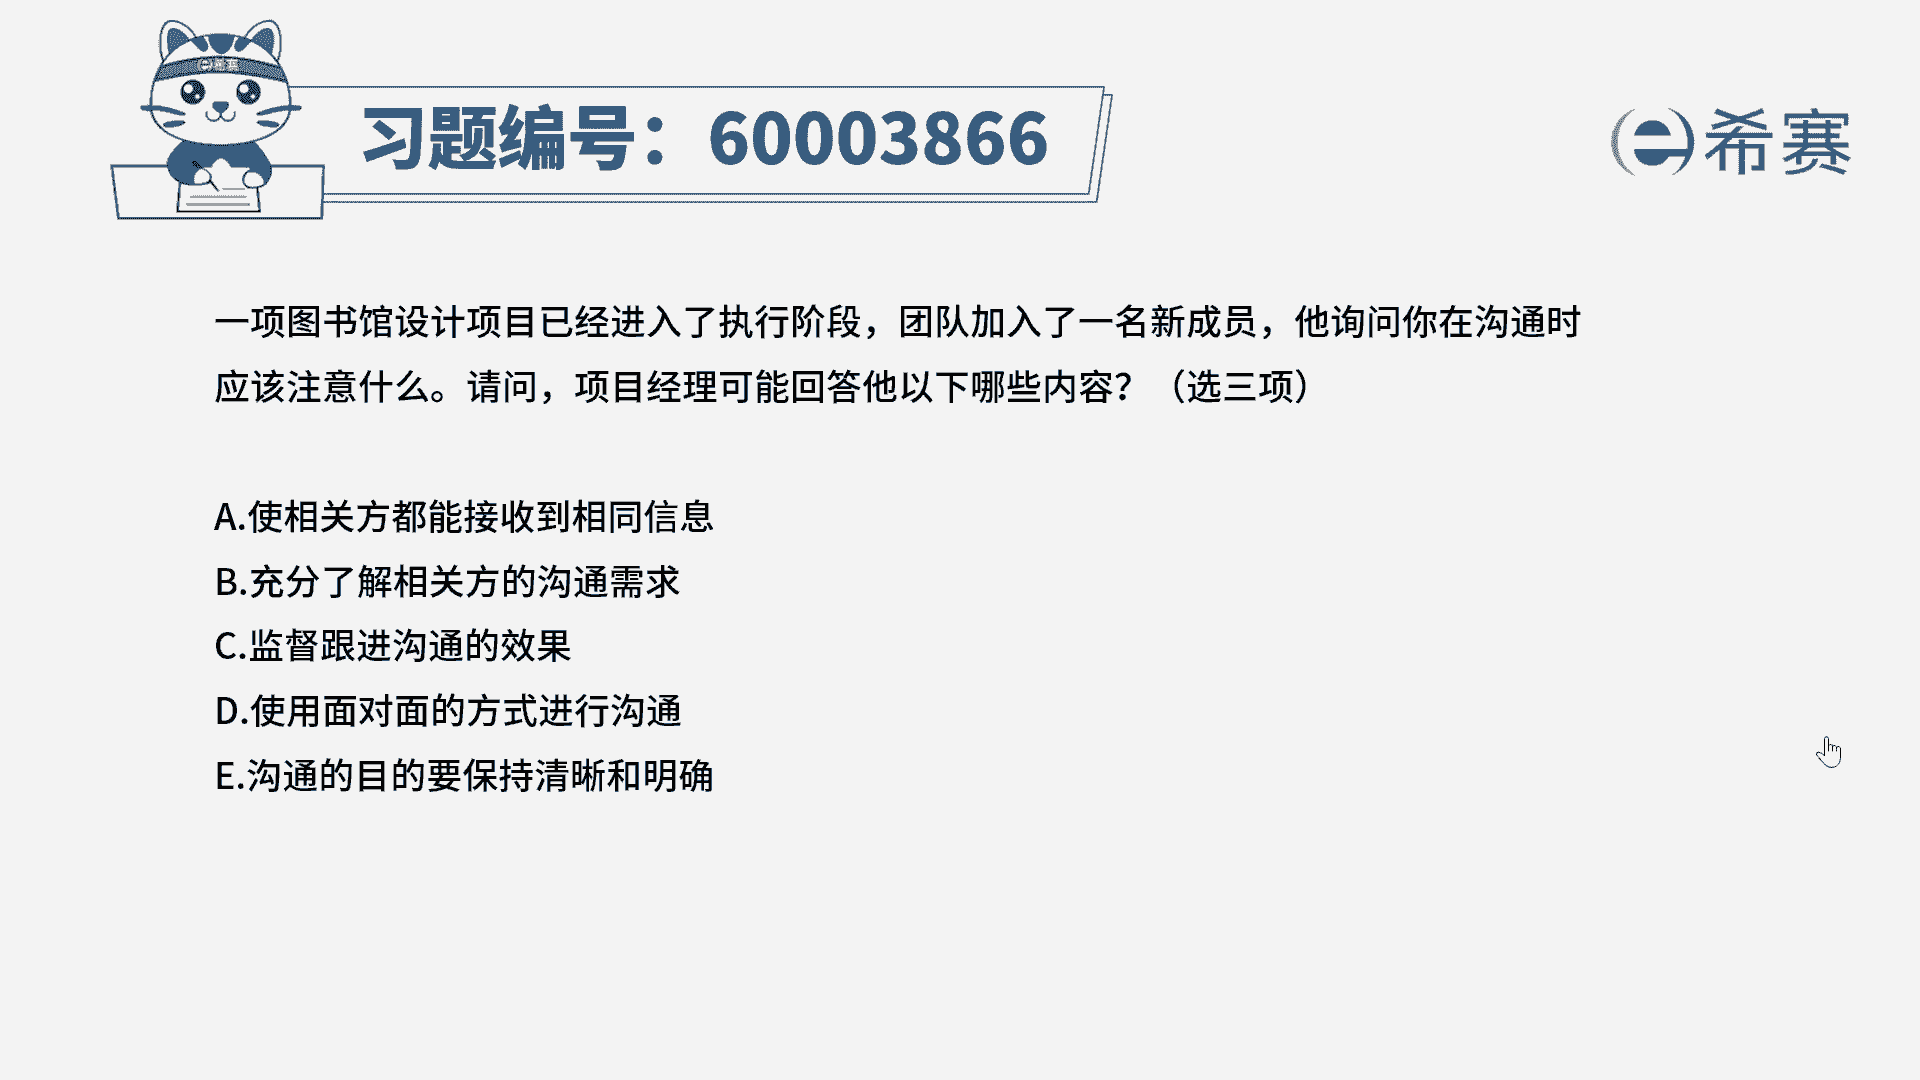 习题编号：60003866
希赛
一项图书馆设计项目已经进入了执行阶段，团队加入了一名新成员，他询问你在沟通时
应该注意什么。请问，项目经理可能回答他以下哪些内容？（选三项）
A.使相关方都能接收到相同信息
B.充分了解相关方的沟通需求
C.监督跟进沟通的效果
D.使用面对面的方式进行沟通
E.沟通的目的要保持清晰和明确